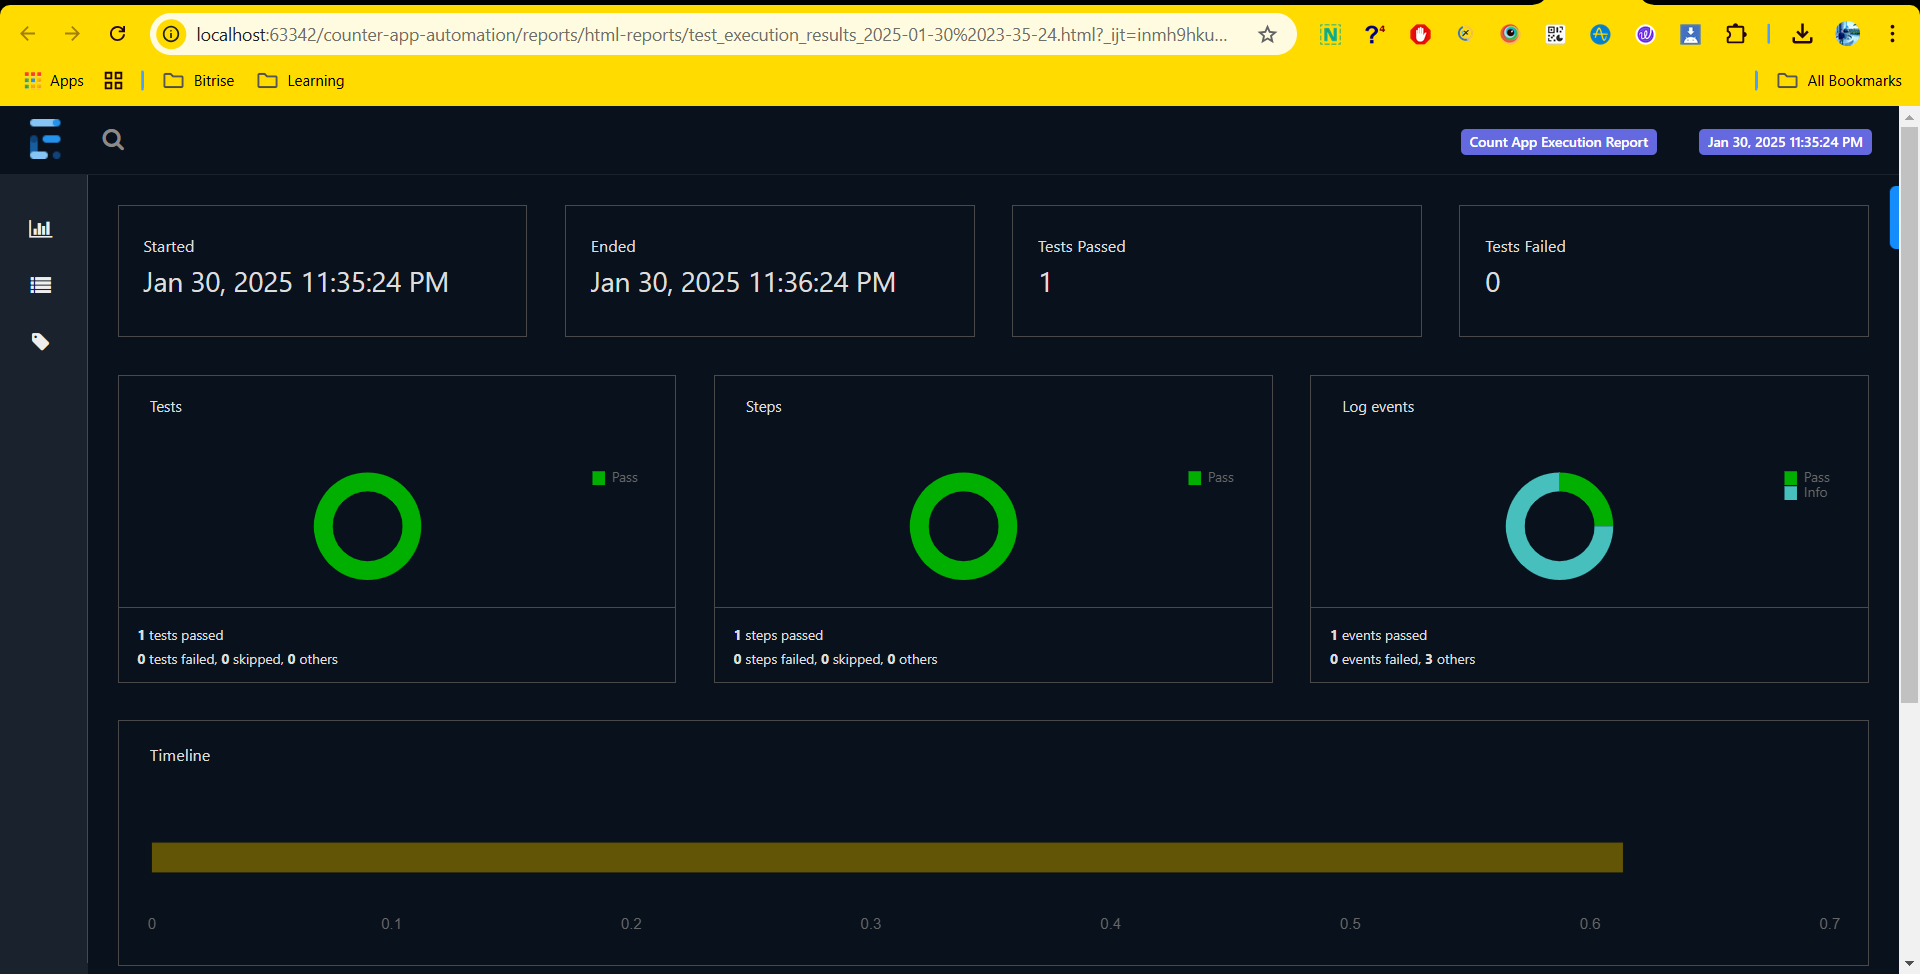 localhost:63342/counter-app-automation/reports/html-reports/test_execution_results_2025-01-30%2023-35-24.html?_ijt=inmh9hku...
Apps
Bitrise
Learning
All Bookmarks
Count App Execution Report
Jan 30, 2025 11:35:24 PM
Started
Jan 30, 2025 11:35:24 PM
Ended
Jan 30, 2025 11:36:24 PM
Tests Passed
1
Tests Failed
0
Tests
Pass
1 tests passed
0 tests failed, 0 skipped, 0 others
Steps
Pass
1 steps passed
0 steps failed, 0 skipped, 0 others
Log events
Pass
Info
1 events passed
0 events failed, 3 others
Timeline
0 0.1 0.2 0.3 0.4 0.5 0.6 0.7